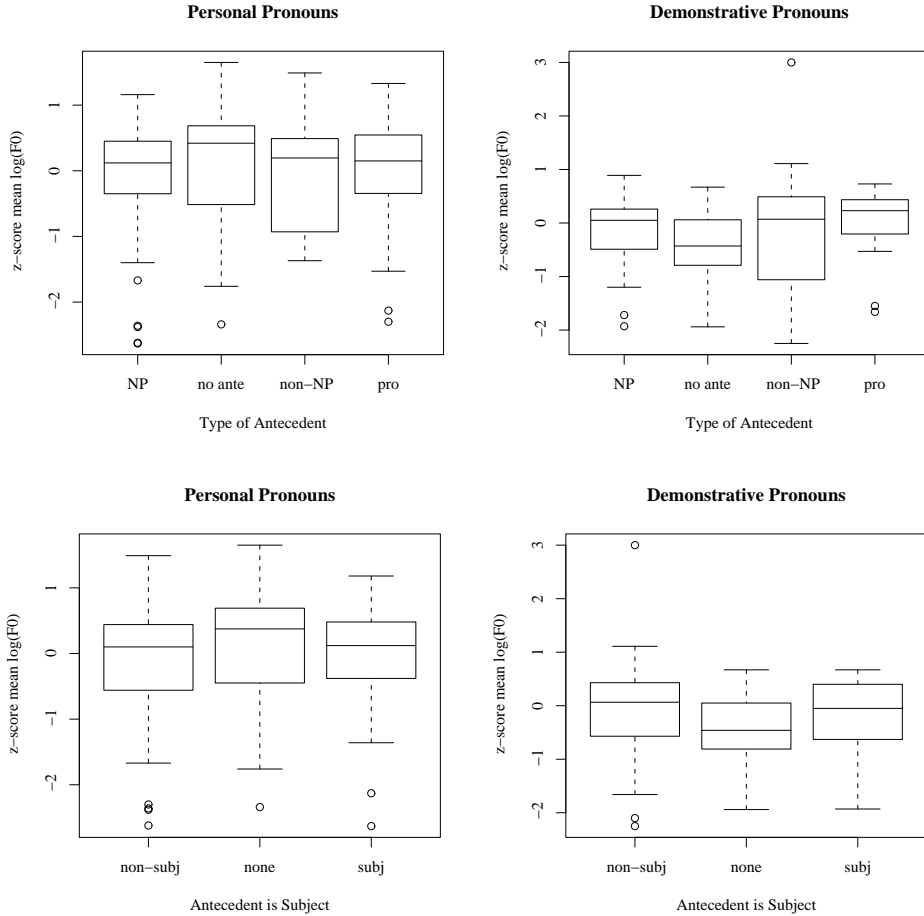 Personal Pronouns
z−score mean log(F0)
1
0
−1
−2
NP no ante non−NP pro
Type of Antecedent
Demonstrative Pronouns
z−score mean log(F0)
3
2
1
0
−1
−2
NP no ante non−NP pro
Type of Antecedent
Personal Pronouns
z−score mean log(F0)
1
0
−1
−2
non−subj none subj
Antecedent is Subject
Demonstrative Pronouns
z−score mean log(F0)
3
2
1
0
−1
−2
non−subj none subj
Antecedent is Subject